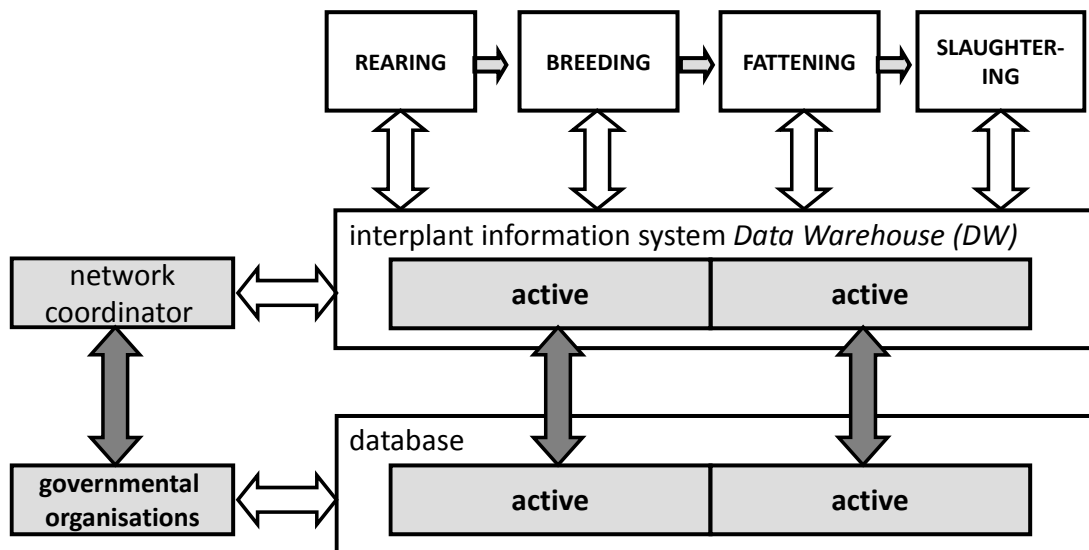 REARING
BREEDING
FATTENING
SLAUGHTER-
ING
interplant information system Data Warehouse (DW)
network
coordinator
active
active
database
governmental
organisations
active
active